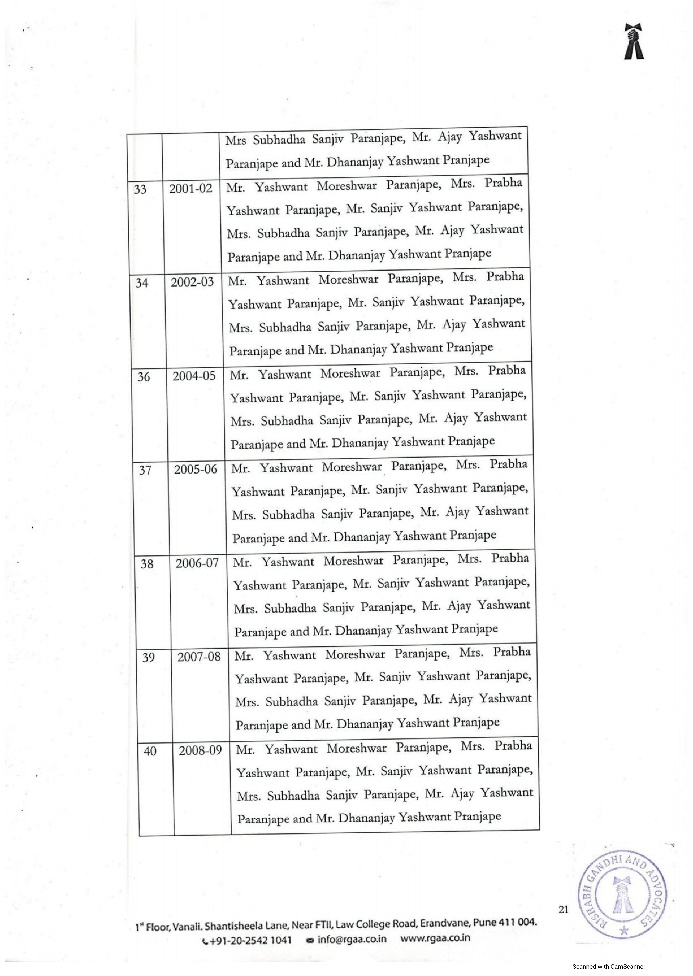 Mrs Subhadha Sanjiv Paranjape, Mr. Ajay Yashwant
Paranjape and Mr. Dhananjay Yashwant Pranjape
33 2001-02 Mr. Yashwant Moreshwar Paranjape, Mrs. Prabha
Yashwant Paranjape, Mr. Sanjiv Yashwant Paranjape,
Mrs. Subhadha Sanjiv Paranjape, Mr. Ajay Yashwant
Paranjape and Mr. Dhananjay Yashwant Pranjape
34 2002-03 Mr. Yashwant Moreshwar Paranjape, Mrs. Prabha
Yashwant Paranjape, Mr. Sanjiv Yashwant Paranjape,
Mrs. Subhadha Sanjiv Paranjape, Mr. Ajay Yashwant
Paranjape and Mr. Dhananjay Yashwant Pranjape
36 2004-05 Mr. Yashwant Moreshwar Paranjape, Mrs. Prabha
Yashwant Paranjape, Mr. Sanjiv Yashwant Paranjape,
Mrs. Subhadha Sanjiv Paranjape, Mr. Ajay Yashwant
Paranjape and Mr. Dhananjay Yashwant Pranjape
37 2005-06 Mr. Yashwant Moreshwar Paranjape, Mrs. Prabha
Yashwant Paranjape, Mr. Sanjiv Yashwant Paranjape,
Mrs. Subhadha Sanjiv Paranjape, Mr. Ajay Yashwant
Paranjape and Mr. Dhananjay Yashwant Pranjape
38 2006-07 Mr. Yashwant Moreshwar Paranjape, Mrs. Prabha
Yashwant Paranjape, Mr. Sanjiv Yashwant Paranjape,
Mrs. Subhadha Sanjiv Paranjape, Mr. Ajay Yashwant
Paranjape and Mr. Dhananjay Yashwant Pranjape
39 2007-08 Mr. Yashwant Moreshwar Paranjape, Mrs. Prabha
Yashwant Paranjape, Mr. Sanjiv Yashwant Paranjape,
Mrs. Subhadha Sanjiv Paranjape, Mr. Ajay Yashwant
Paranjape and Mr. Dhananjay Yashwant Pranjape
40 2008-09 Mr. Yashwant Moreshwar Paranjape, Mrs. Prabha
Yashwant Paranjape, Mr. Sanjiv Yashwant Paranjape,
Mrs. Subhadha Sanjiv Paranjape, Mr. Ajay Yashwant
Paranjape and Mr. Dhananjay Yashwant Pranjape
RISHABH GANDHI AND ADVOCATES
21
1st Floor, Vanali. Shantisheela Lane, Near FTII, Law College Road, Erandvane, Pune 411 004.
+91-20-2542 1041 info@rgaa.co.in www.rgaa.co.in
Scanned with CamScanner